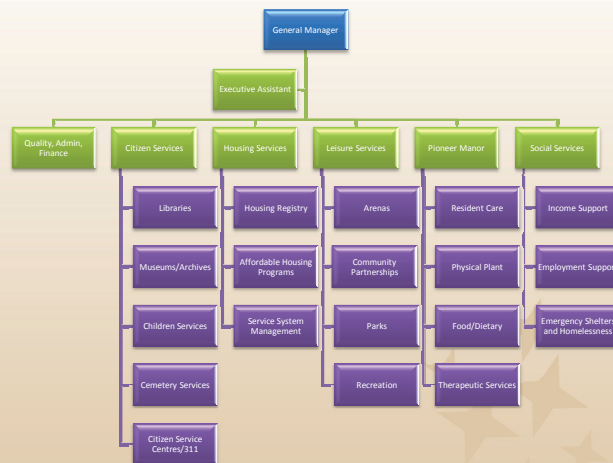 General Manager
Executive Assistant
Quality, Admin,
Finance
Citizen Services
Housing Services
Leisure Services
Pioneer Manor
Social Services
Libraries
Museums/Archives
Children Services
Cemetery Services
Citizen Service
Centres/311
Housing Registry
Affordable Housing
Programs
Service System
Management
Arenas
Community
Partnerships
Parks
Recreation
Resident Care
Physical Plant
Food/Dietary
Therapeutic Services
Income Support
Employment Support
Emergency Shelters
and Homelessness